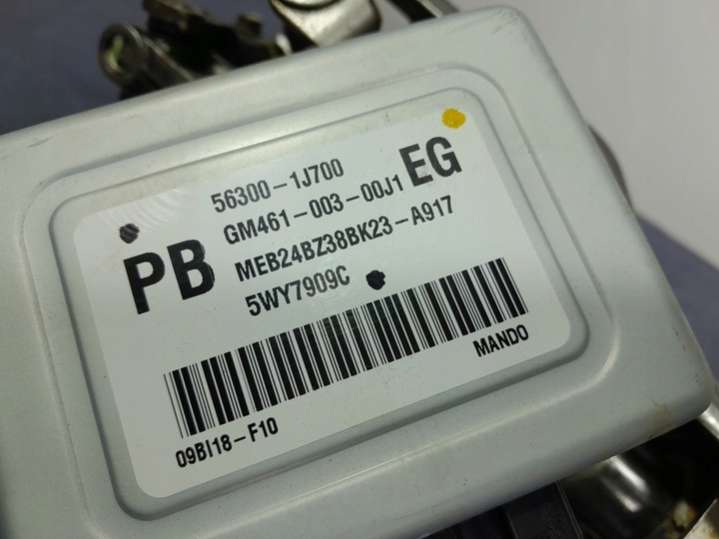 56300-1J700
GM461-003-00J1 EG
PB MEB24BZ38BK23-A917
5WY7909C
MANDO
09BI18-F10